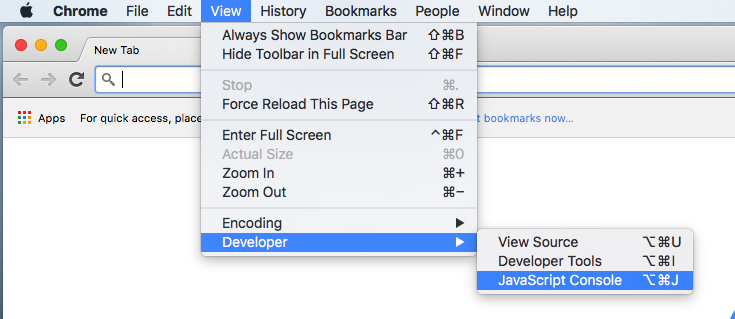 Chrome File Edit View History Bookmarks People Window Help
New Tab
Apps For quick access, place
t bookmarks now...
Always Show Bookmarks Bar ⇧⌘B
Hide Toolbar in Full Screen ⇧⌘F
Stop ⌘.
Force Reload This Page ⇧⌘R
Enter Full Screen ^⌘F
Actual Size ⌘0
Zoom In ⌘+
Zoom Out ⌘−
Encoding ▶
Developer ▶
View Source ⌥⌘U
Developer Tools ⌥⌘I
JavaScript Console ⌥⌘J